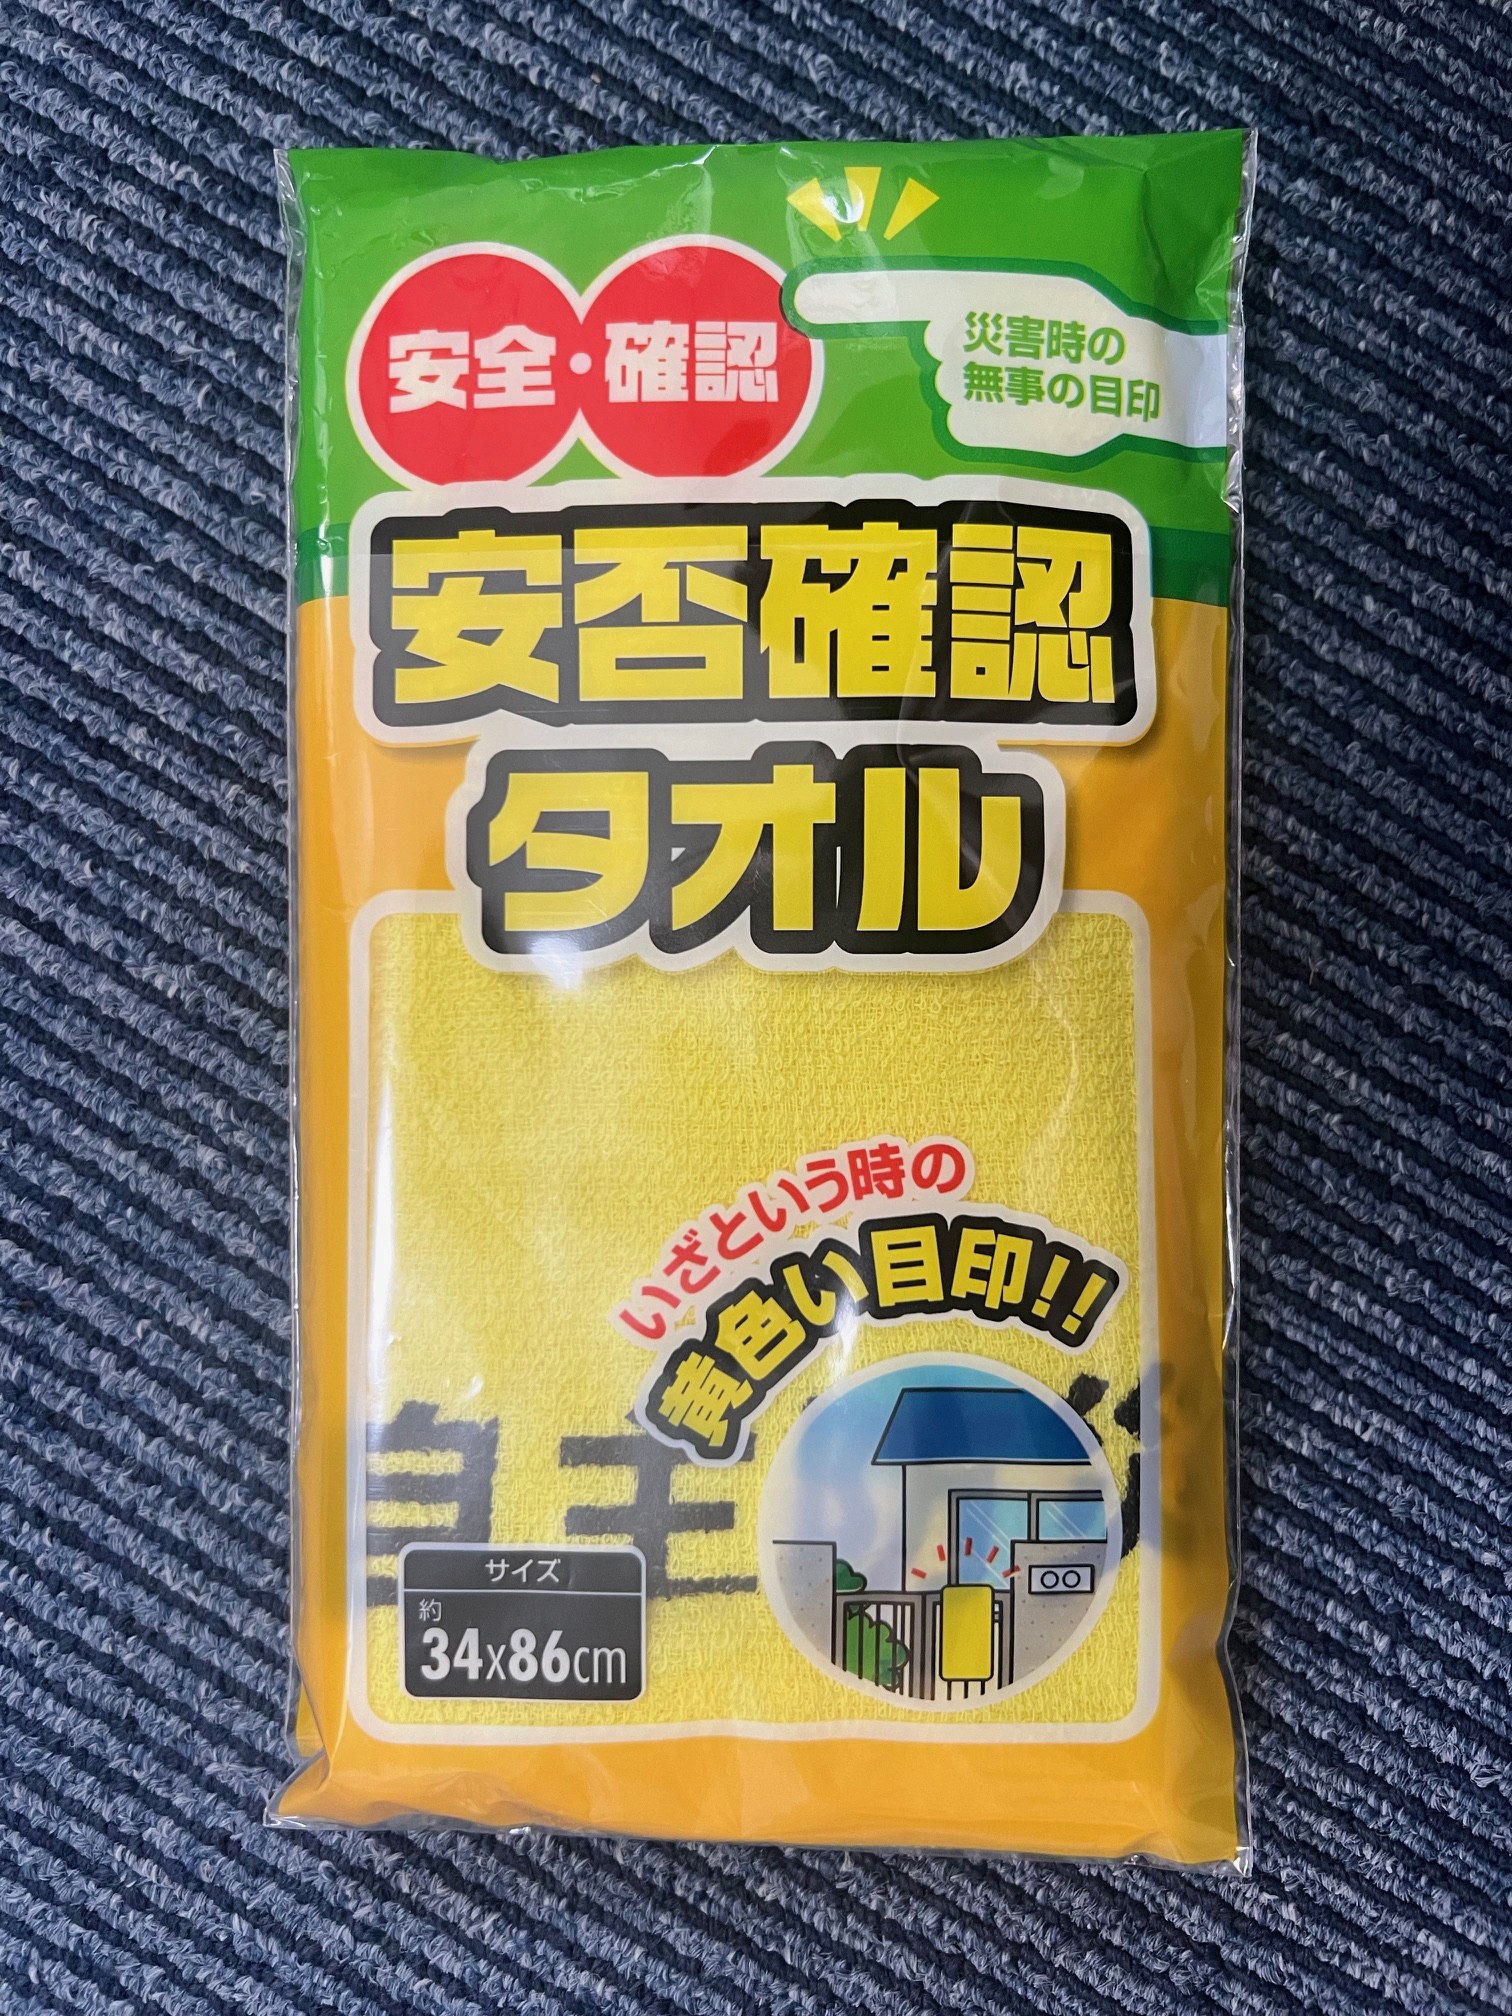 安全・確認
災害時の
無事の目印
安否確認
タオル
いざという時の
黄色い目印!!
サイズ
約
34x86cm
○○